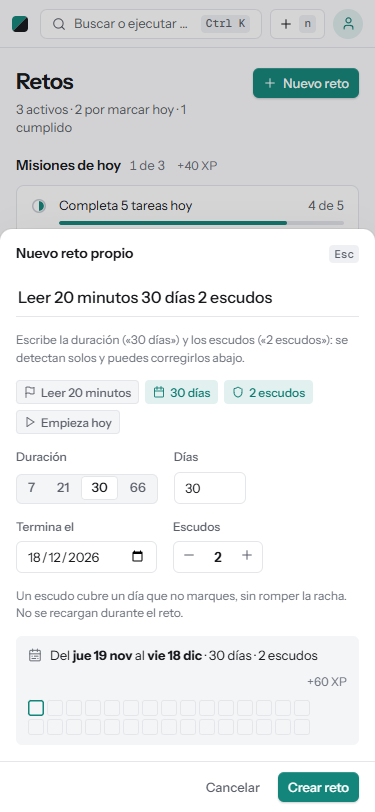 Buscar o ejecutar ... Ctrl K + n
Retos
+ Nuevo reto
3 activos · 2 por marcar hoy · 1
cumplido
Misiones de hoy 1 de 3 +40 XP
Completa 5 tareas hoy 4 de 5
Nuevo reto propio Esc
Leer 20 minutos 30 días 2 escudos
Escribe la duración («30 días») y los escudos («2 escudos»): se
detectan solos y puedes corregirlos abajo.
Leer 20 minutos 30 días 2 escudos
Empieza hoy
Duración Días
7 21 30 66 30
Termina el Escudos
18/12/2026 − 2 +
Un escudo cubre un día que no marques, sin romper la racha.
No se recargan durante el reto.
Del jue 19 nov al vie 18 dic · 30 días · 2 escudos
+60 XP
Cancelar Crear reto